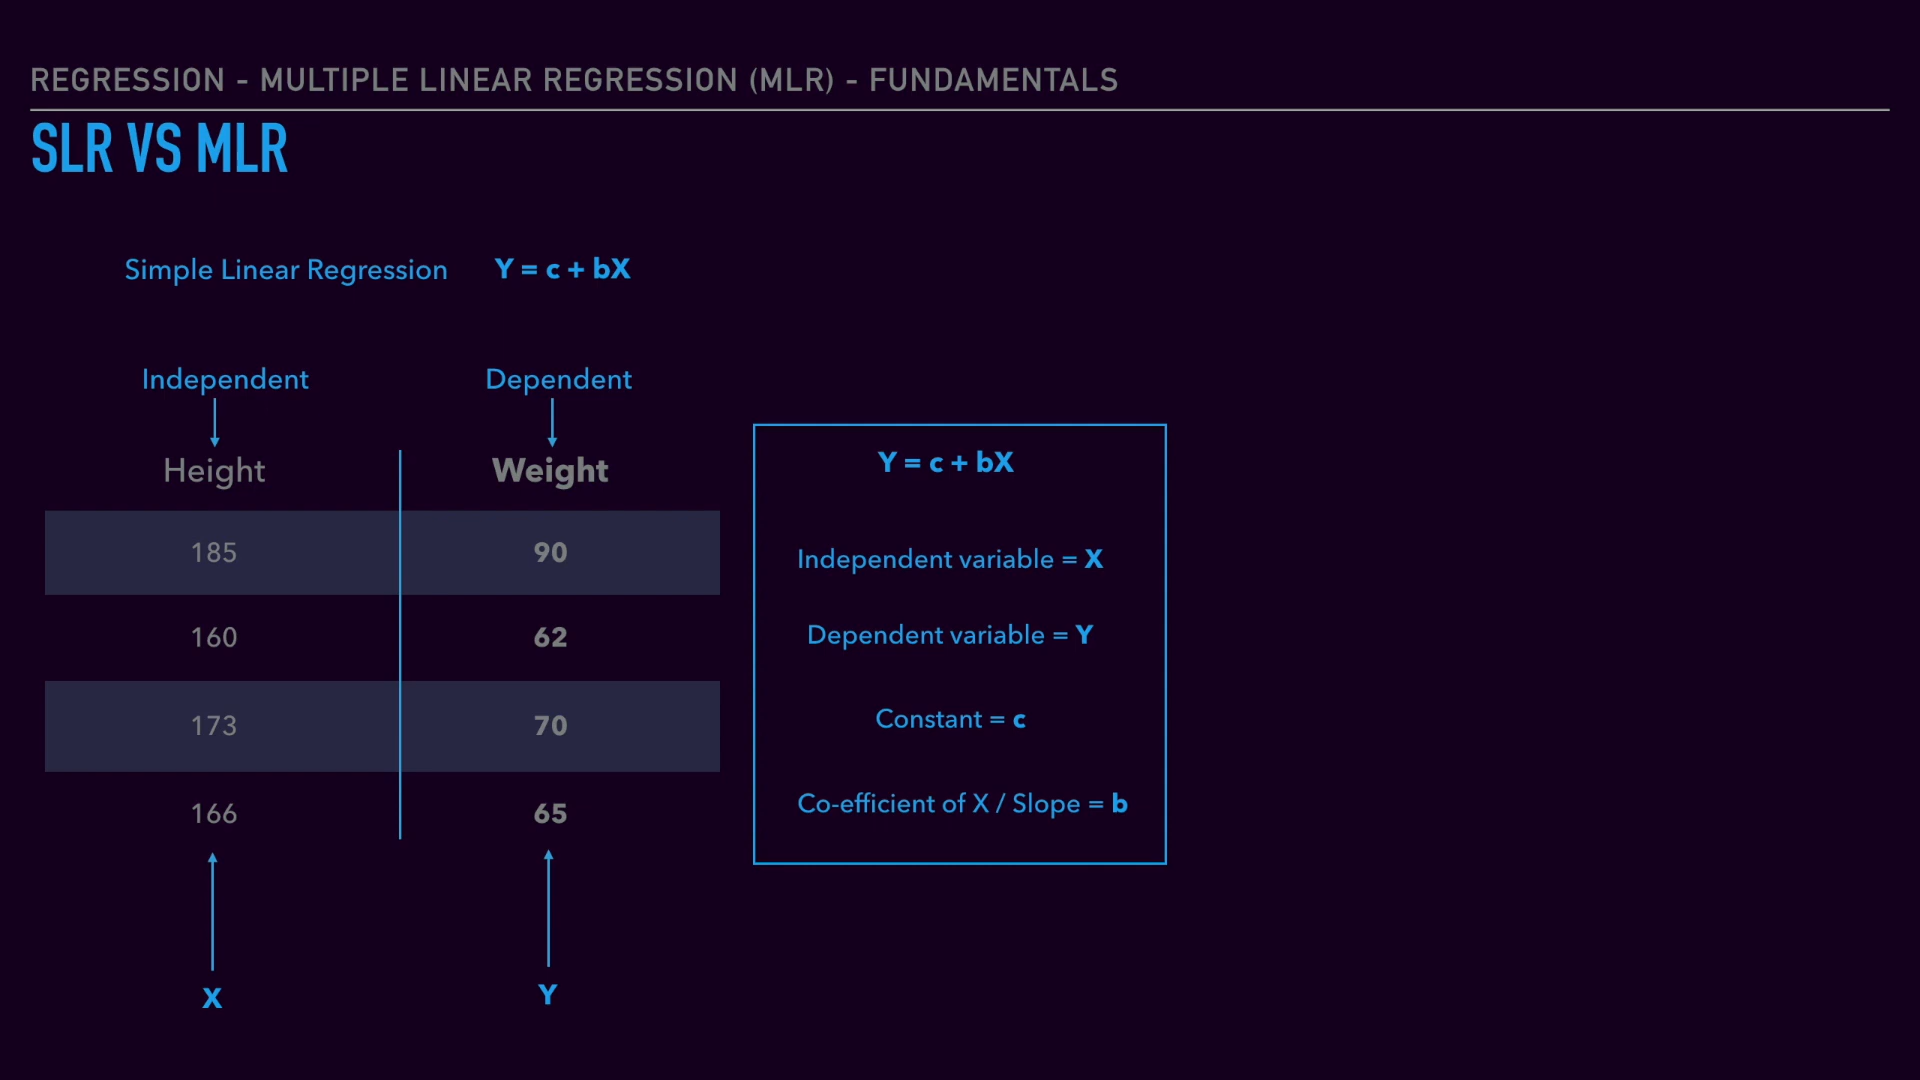 REGRESSION - MULTIPLE LINEAR REGRESSION (MLR) - FUNDAMENTALS
SLR VS MLR
Simple Linear Regression Y = c + bX
Independent Dependent
Height Weight
185 90
160 62
173 70
166 65
X Y
Y = c + bX
Independent variable = X
Dependent variable = Y
Constant = c
Co-efficient of X / Slope = b